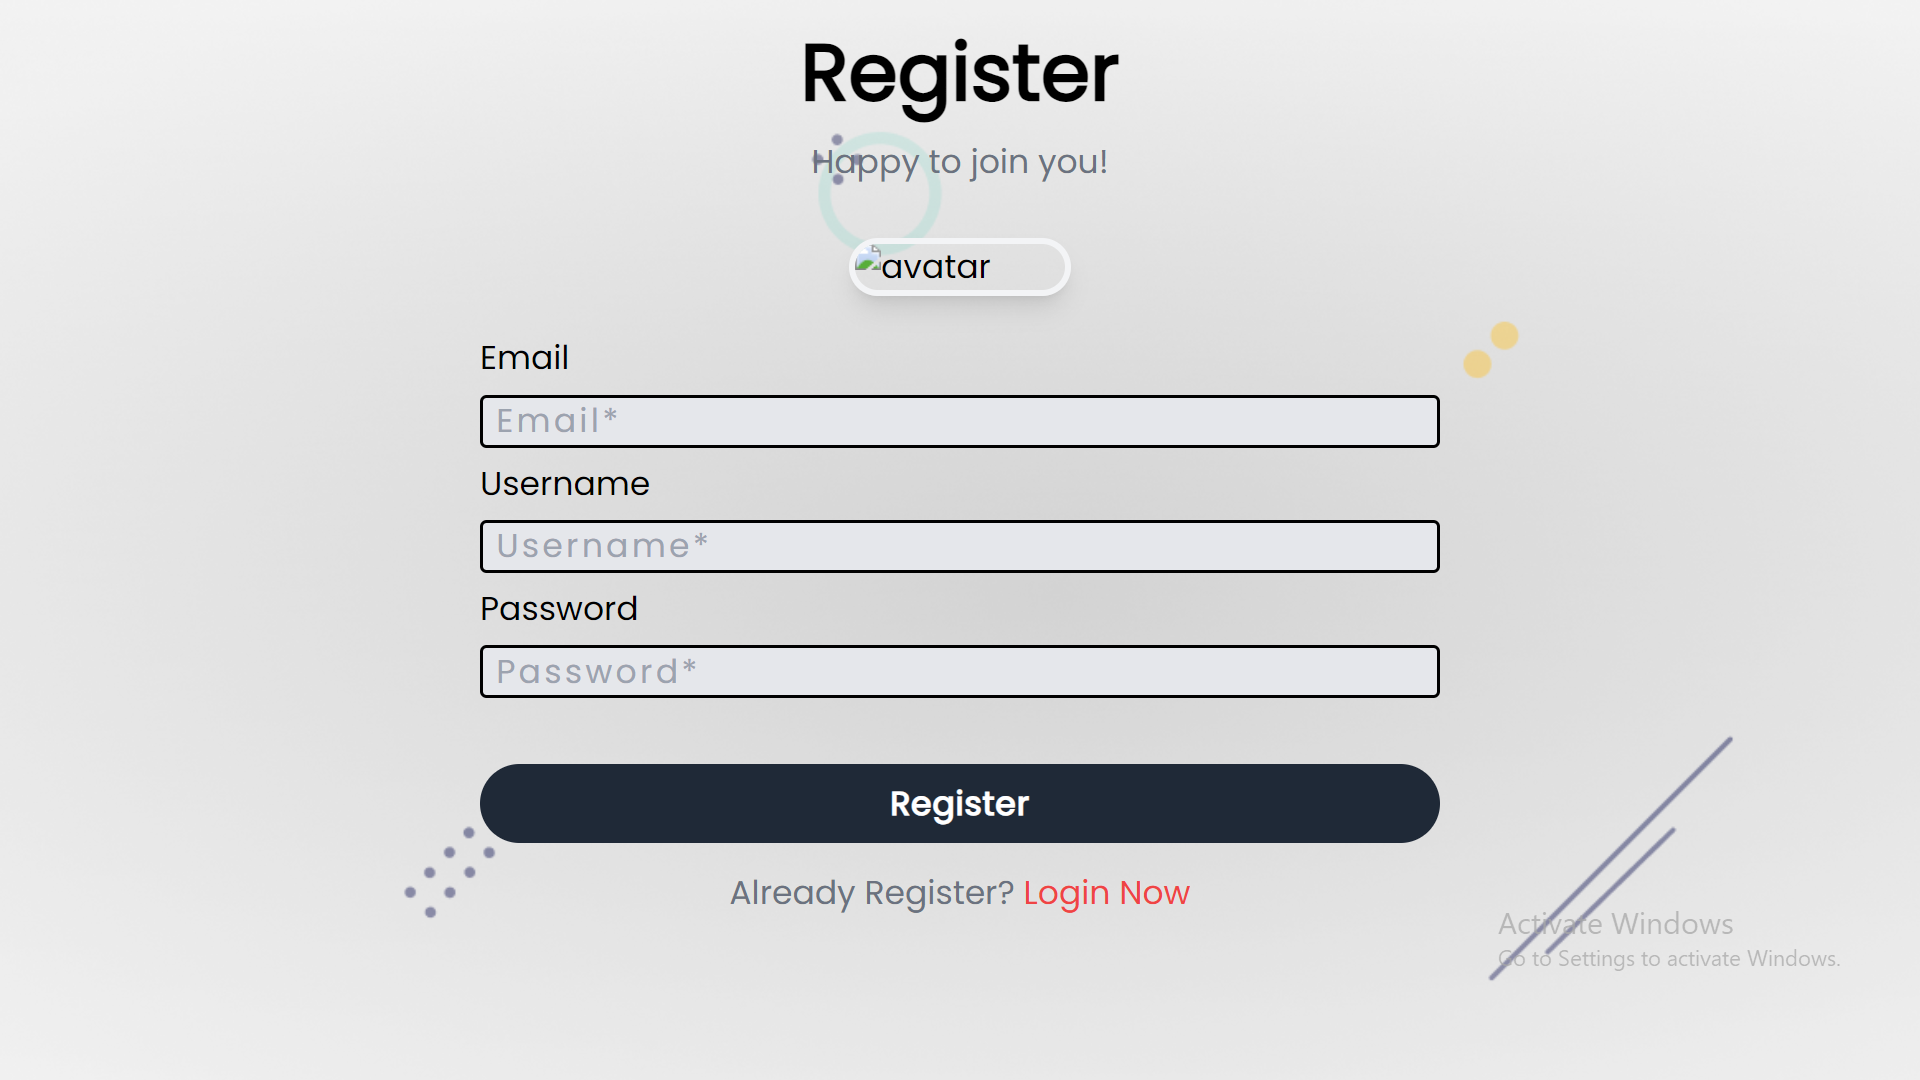 Register
Happy to join you!
avatar
Email
Email*
Username
Username*
Password
Password*
Register
Already Register? Login Now
Activate Windows
Go to Settings to activate Windows.